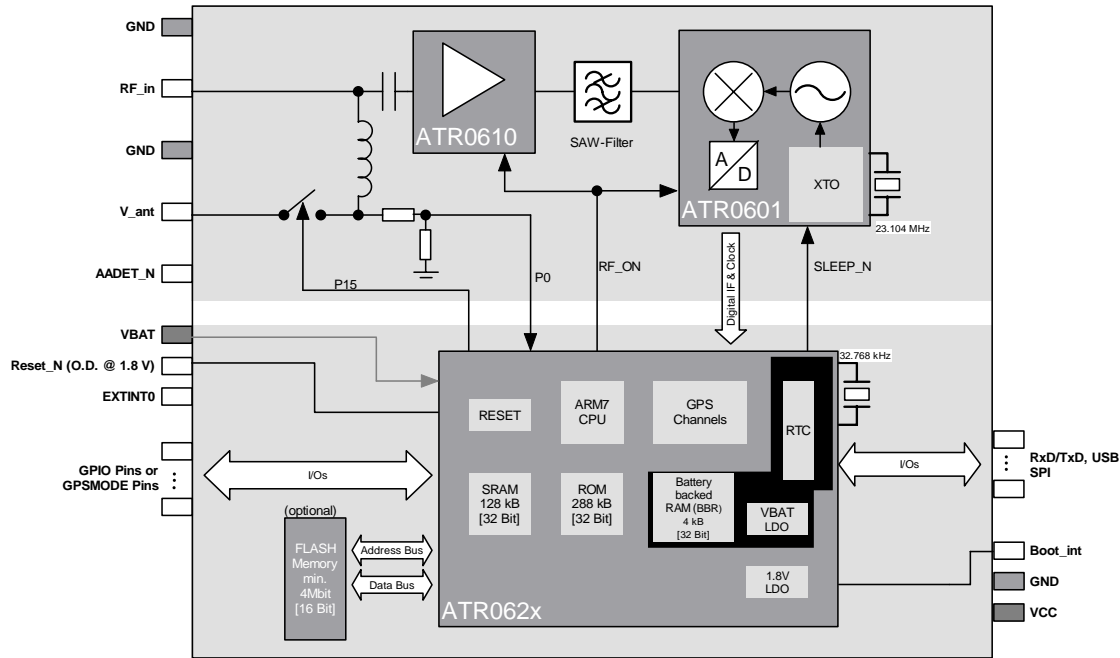 GND
RF_in
GND
V_ant
AADET_N
VBAT
Reset_N (O.D. @ 1.8 V)
EXTINT0
GPIO Pins or
GPSMODE Pins
ATR0610
SAW-Filter
A
D
XTO
ATR0601
23.104 MHz
P15
P0
RF_ON
Digital IF & Clock
SLEEP_N
32.768 kHz
RESET
ARM7
CPU
GPS
Channels
RTC
I/Os
SRAM
128 kB
[32 Bit]
ROM
288 kB
[32 Bit]
Battery
backed
RAM (BBR)
4 kB
[32 Bit]
VBAT
LDO
I/Os
RxD/TxD, USB
SPI
(optional)
FLASH
Memory
min.
4Mbit
[16 Bit]
Address Bus
Data Bus
1.8V
LDO
ATR062x
Boot_int
GND
VCC